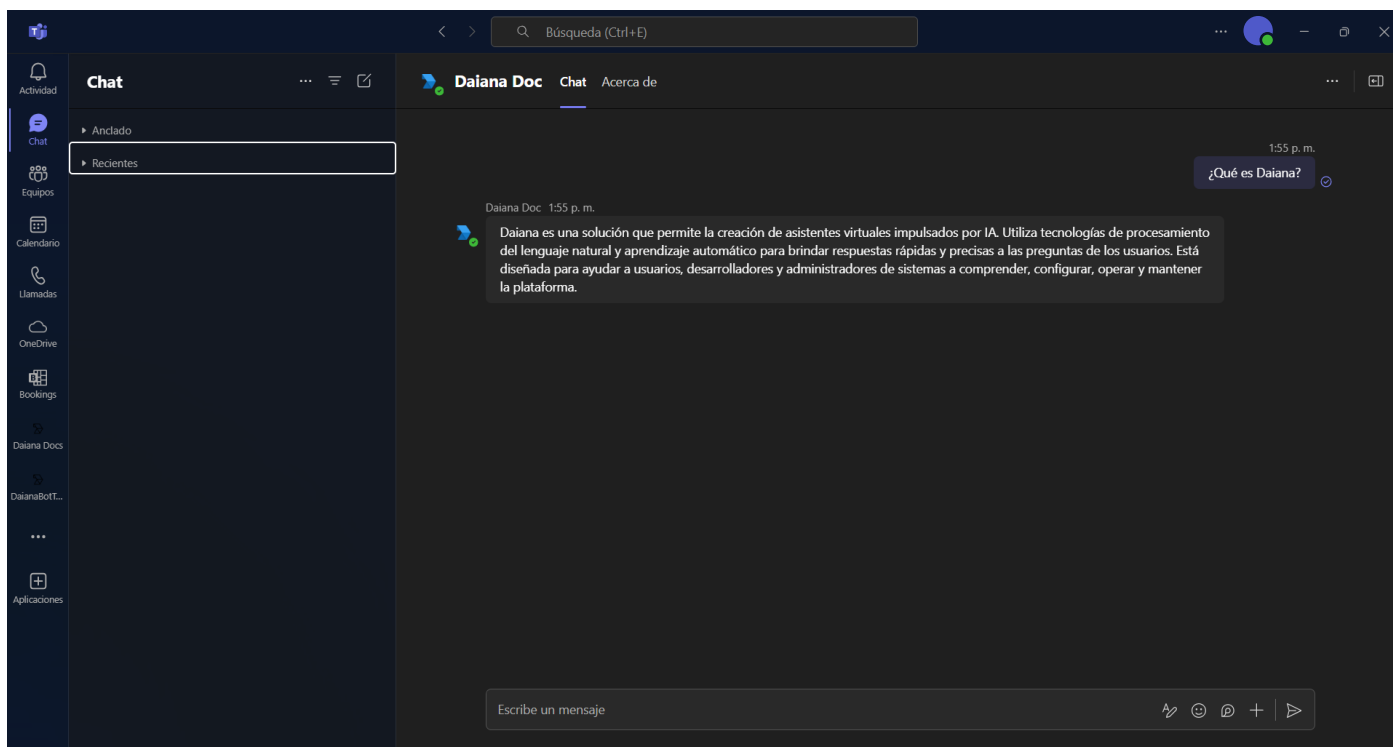 Búsqueda (Ctrl+E)
Actividad
Chat
Equipos
Calendario
Llamadas
OneDrive
Bookings
Daiana Docs
DaianaBotT...
Aplicaciones
Chat
Anclado
Recientes
Daiana Doc Chat Acerca de
1:55 p. m.
¿Qué es Daiana?
Daiana Doc 1:55 p. m.
Daiana es una solución que permite la creación de asistentes virtuales impulsados por IA. Utiliza tecnologías de procesamiento
del lenguaje natural y aprendizaje automático para brindar respuestas rápidas y precisas a las preguntas de los usuarios. Está
diseñada para ayudar a usuarios, desarrolladores y administradores de sistemas a comprender, configurar, operar y mantener
la plataforma.
Escribe un mensaje